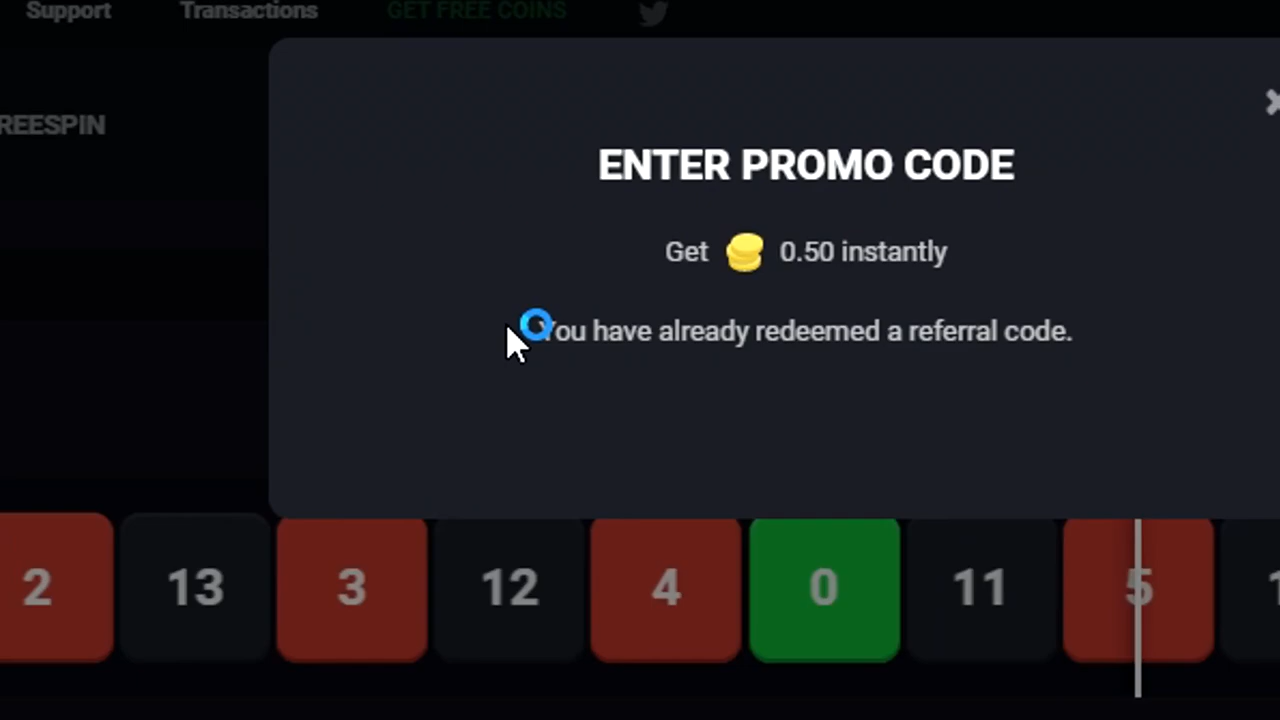 Support Transactions GET FREE COINS
REESPIN
ENTER PROMO CODE
Get 0.50 instantly
You have already redeemed a referral code.
2 13 3 12 4 0 11 5